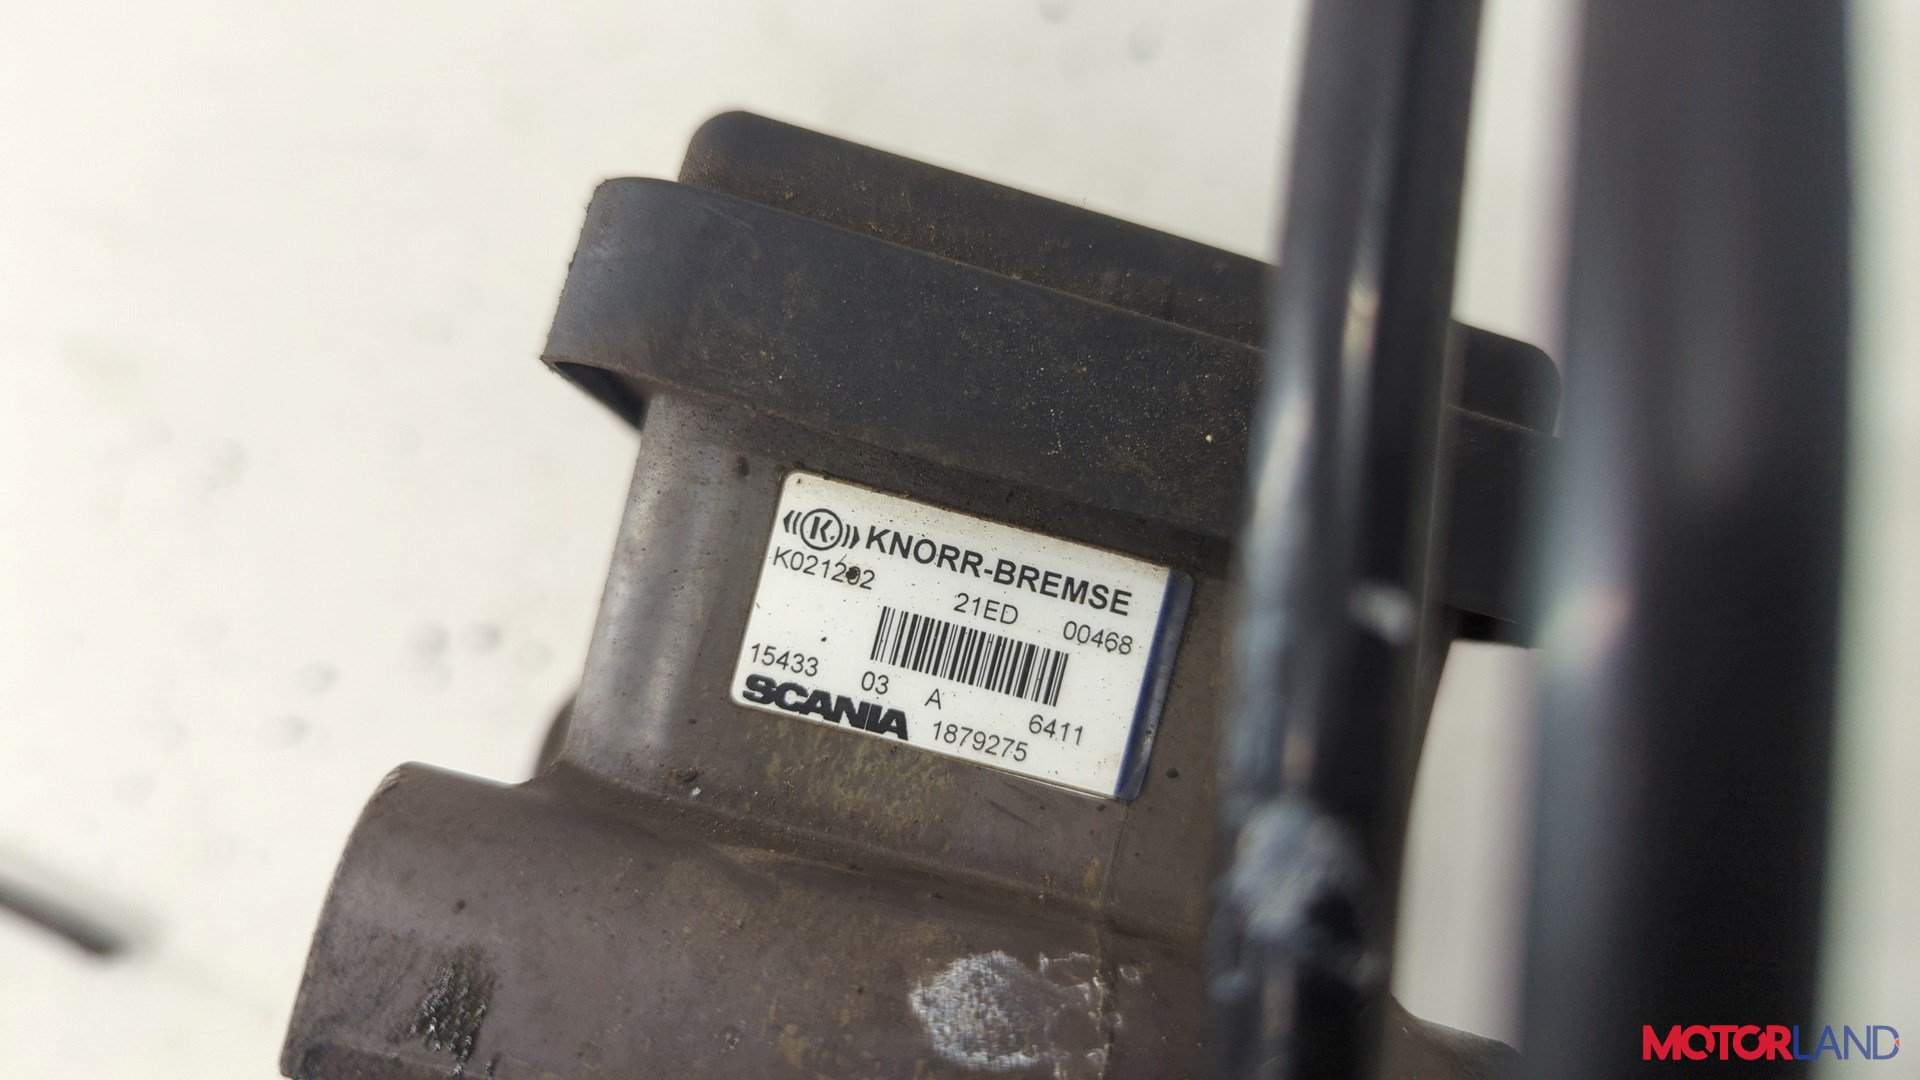 K KNORR-BREMSE
K021202 21ED 00468
15433 03 A 6411
SCANIA 1879275
MOTORLAND